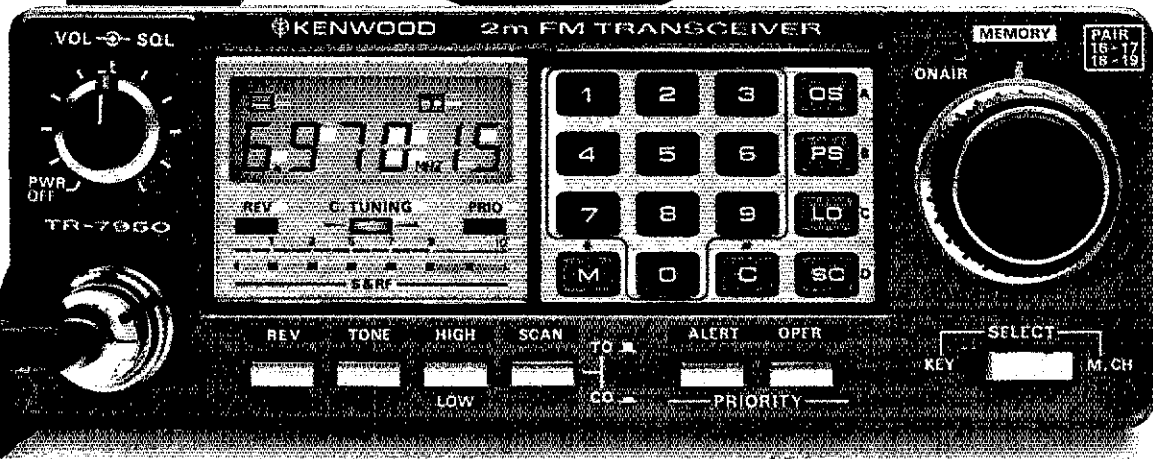 KENWOOD 2m FM TRANSCEIVER
VOL SQL
PWR
OFF
TR-7950
6.970 15
MHZ
REV C. TUNING PRIO
S & RF
1 2 3 OS A
4 5 6 PS B
7 8 9 LO C
M 0 C SC D
MEMORY
PAIR
16-17
18-19
ONAIR
REV TONE HIGH SCAN
LOW
TO
CO
ALERT OPER
PRIORITY
SELECT
KEY M.CH